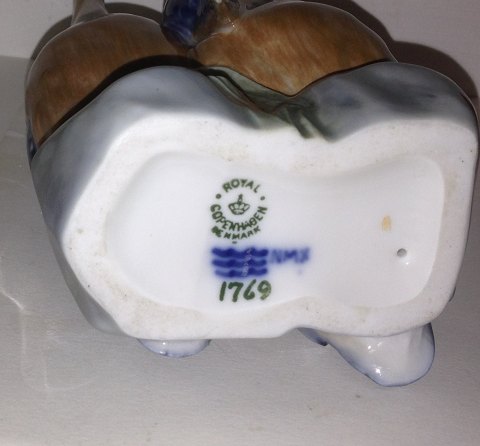 ROYAL
COPENHAGEN
DENMARK
1769